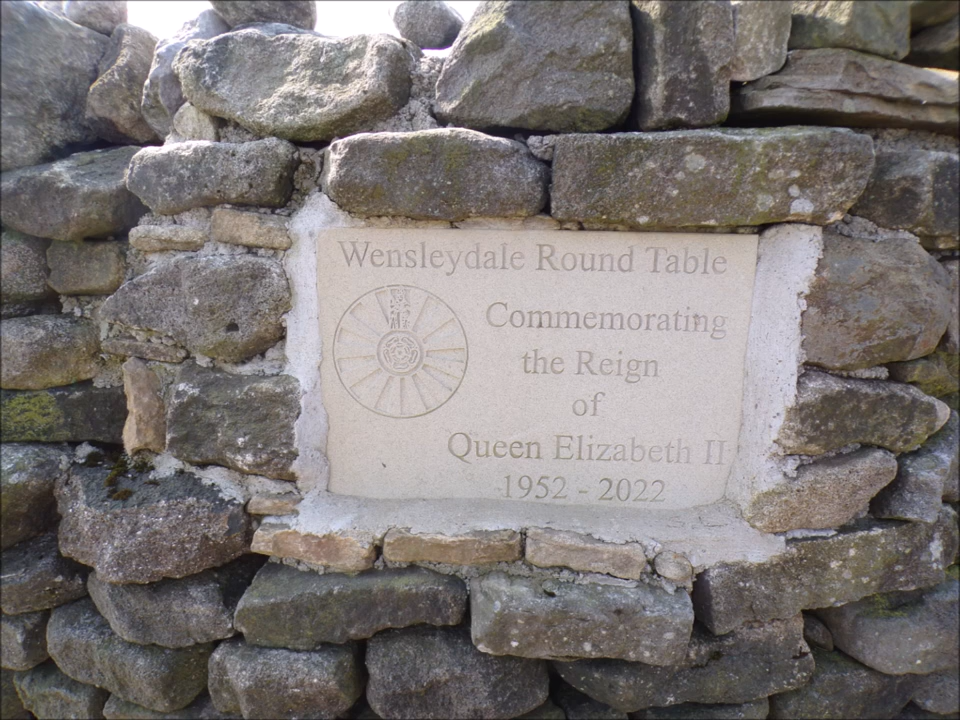 Wensleydale Round Table
Commemorating
the Reign
of
Queen Elizabeth II
1952 - 2022